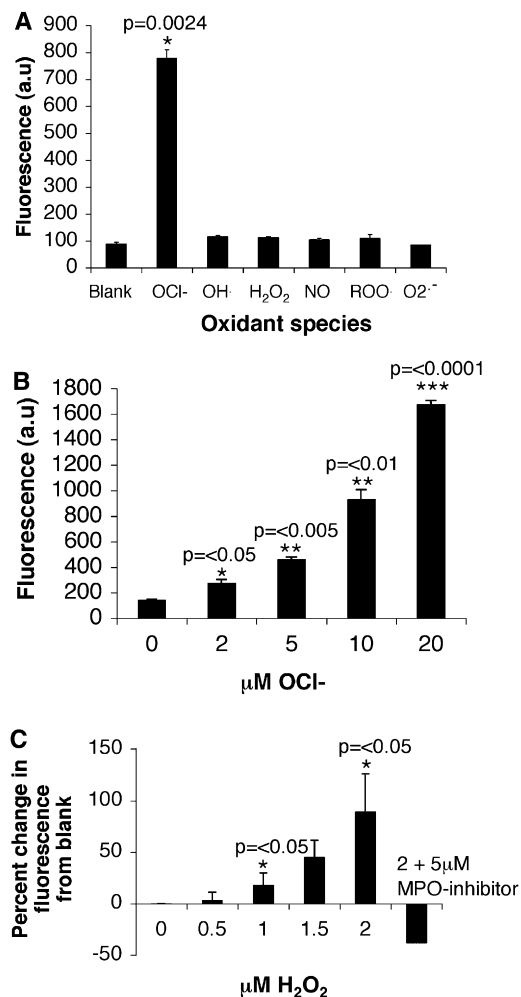 A
p=0.0024
*
900
800
700
600
500
400
300
200
100
0
Fluorescence (a.u)
Blank OCl- OH· H₂O₂ NO ROO· O2·⁻
Oxidant species
B
p=<0.0001
***
p=<0.01
**
p=<0.005
**
p=<0.05
*
1800
1600
1400
1200
1000
800
600
400
200
0
Fluorescence (a.u)
0 2 5 10 20
μM OCl-
C
p=<0.05
*
p=<0.05
*
2 + 5μM
MPO-inhibitor
150
100
50
0
-50
Percent change in
fluorescence
from blank
0 0.5 1 1.5 2
μM H₂O₂